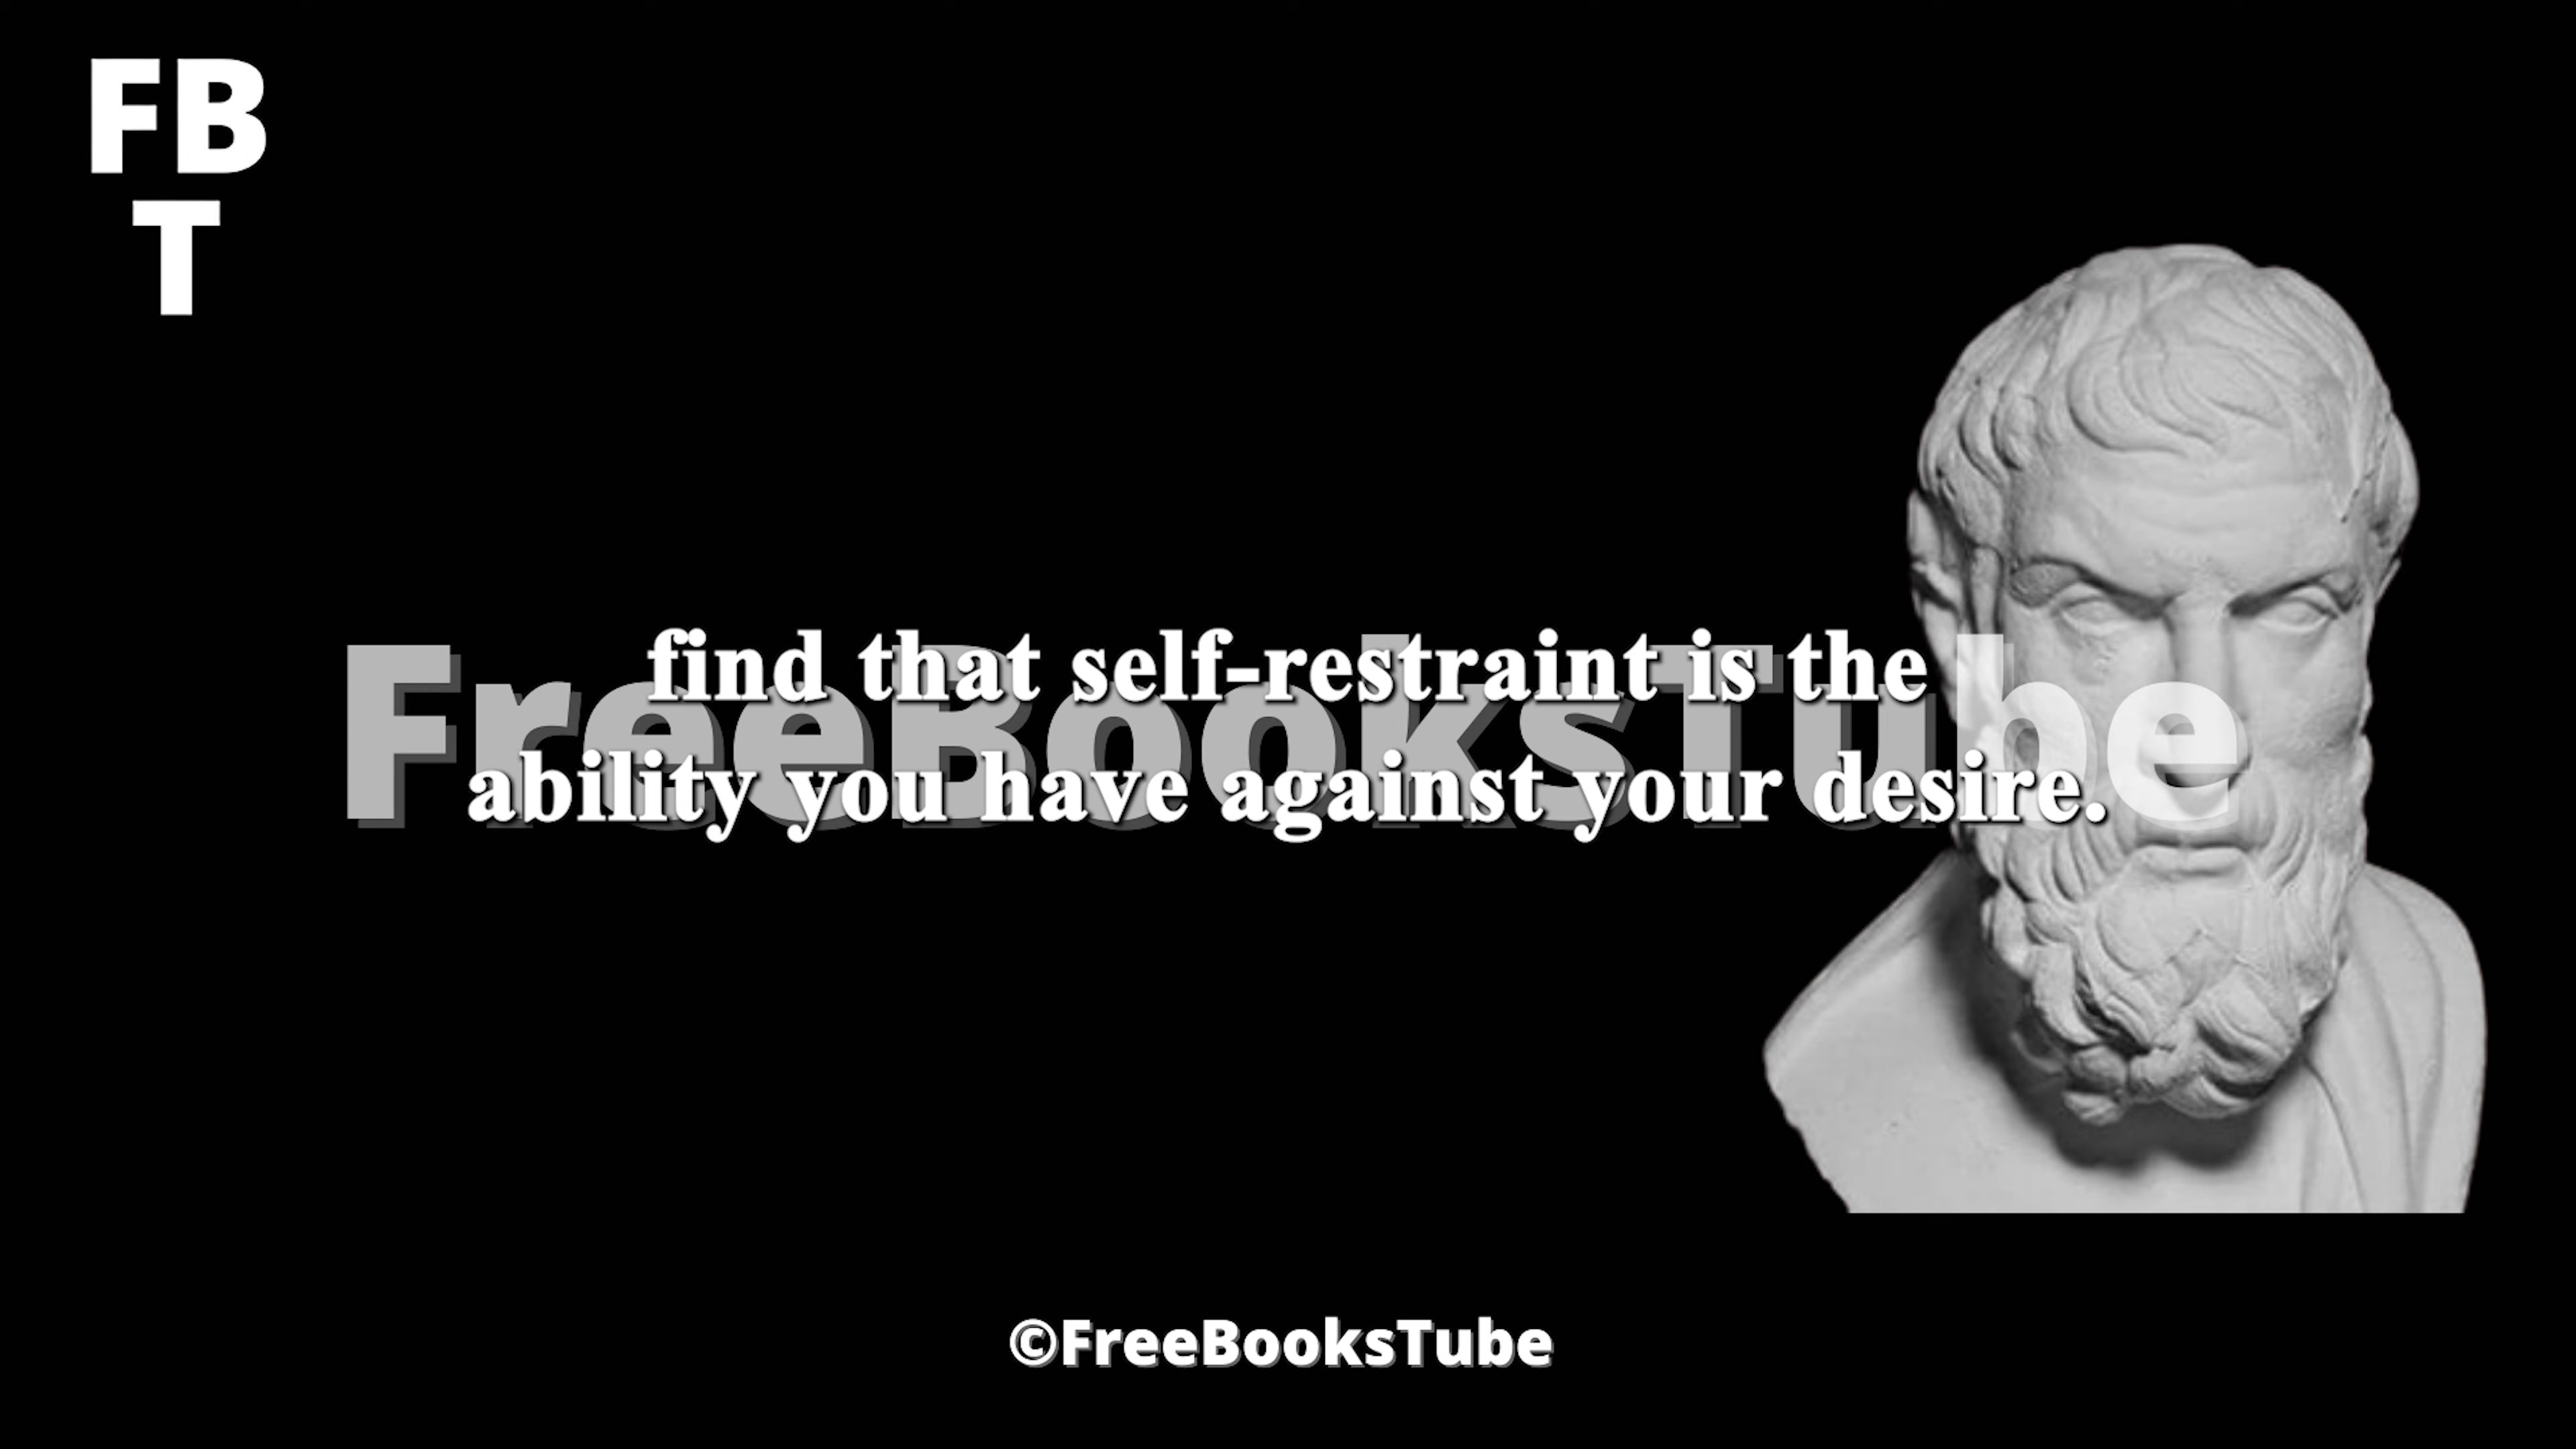 FB
T
find that self-restraint is the
FreeBooksTube
ability you have against your desire.
©FreeBooksTube